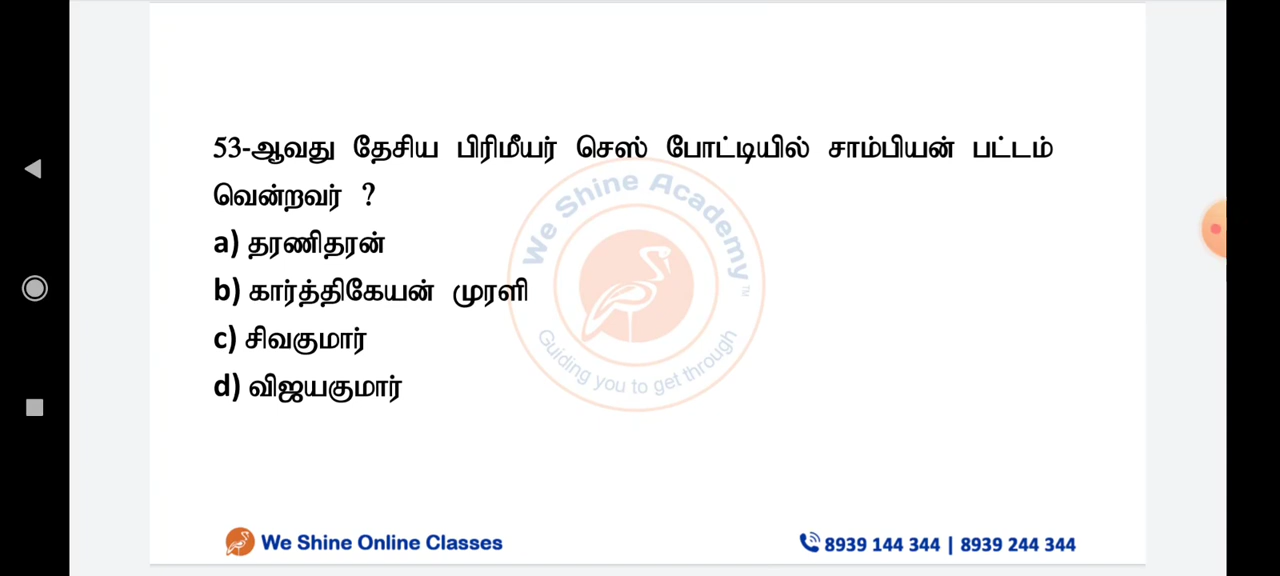 53-ஆவது தேசிய பிரிமீயர் செஸ் போட்டியில் சாம்பியன் பட்டம்
வென்றவர் ?
a) தரணிதரன்
b) கார்த்திகேயன் முரளி
c) சிவகுமார்
d) விஜயகுமார்
We Shine Academy
TM
Guiding you to get through
We Shine Online Classes
8939 144 344 | 8939 244 344